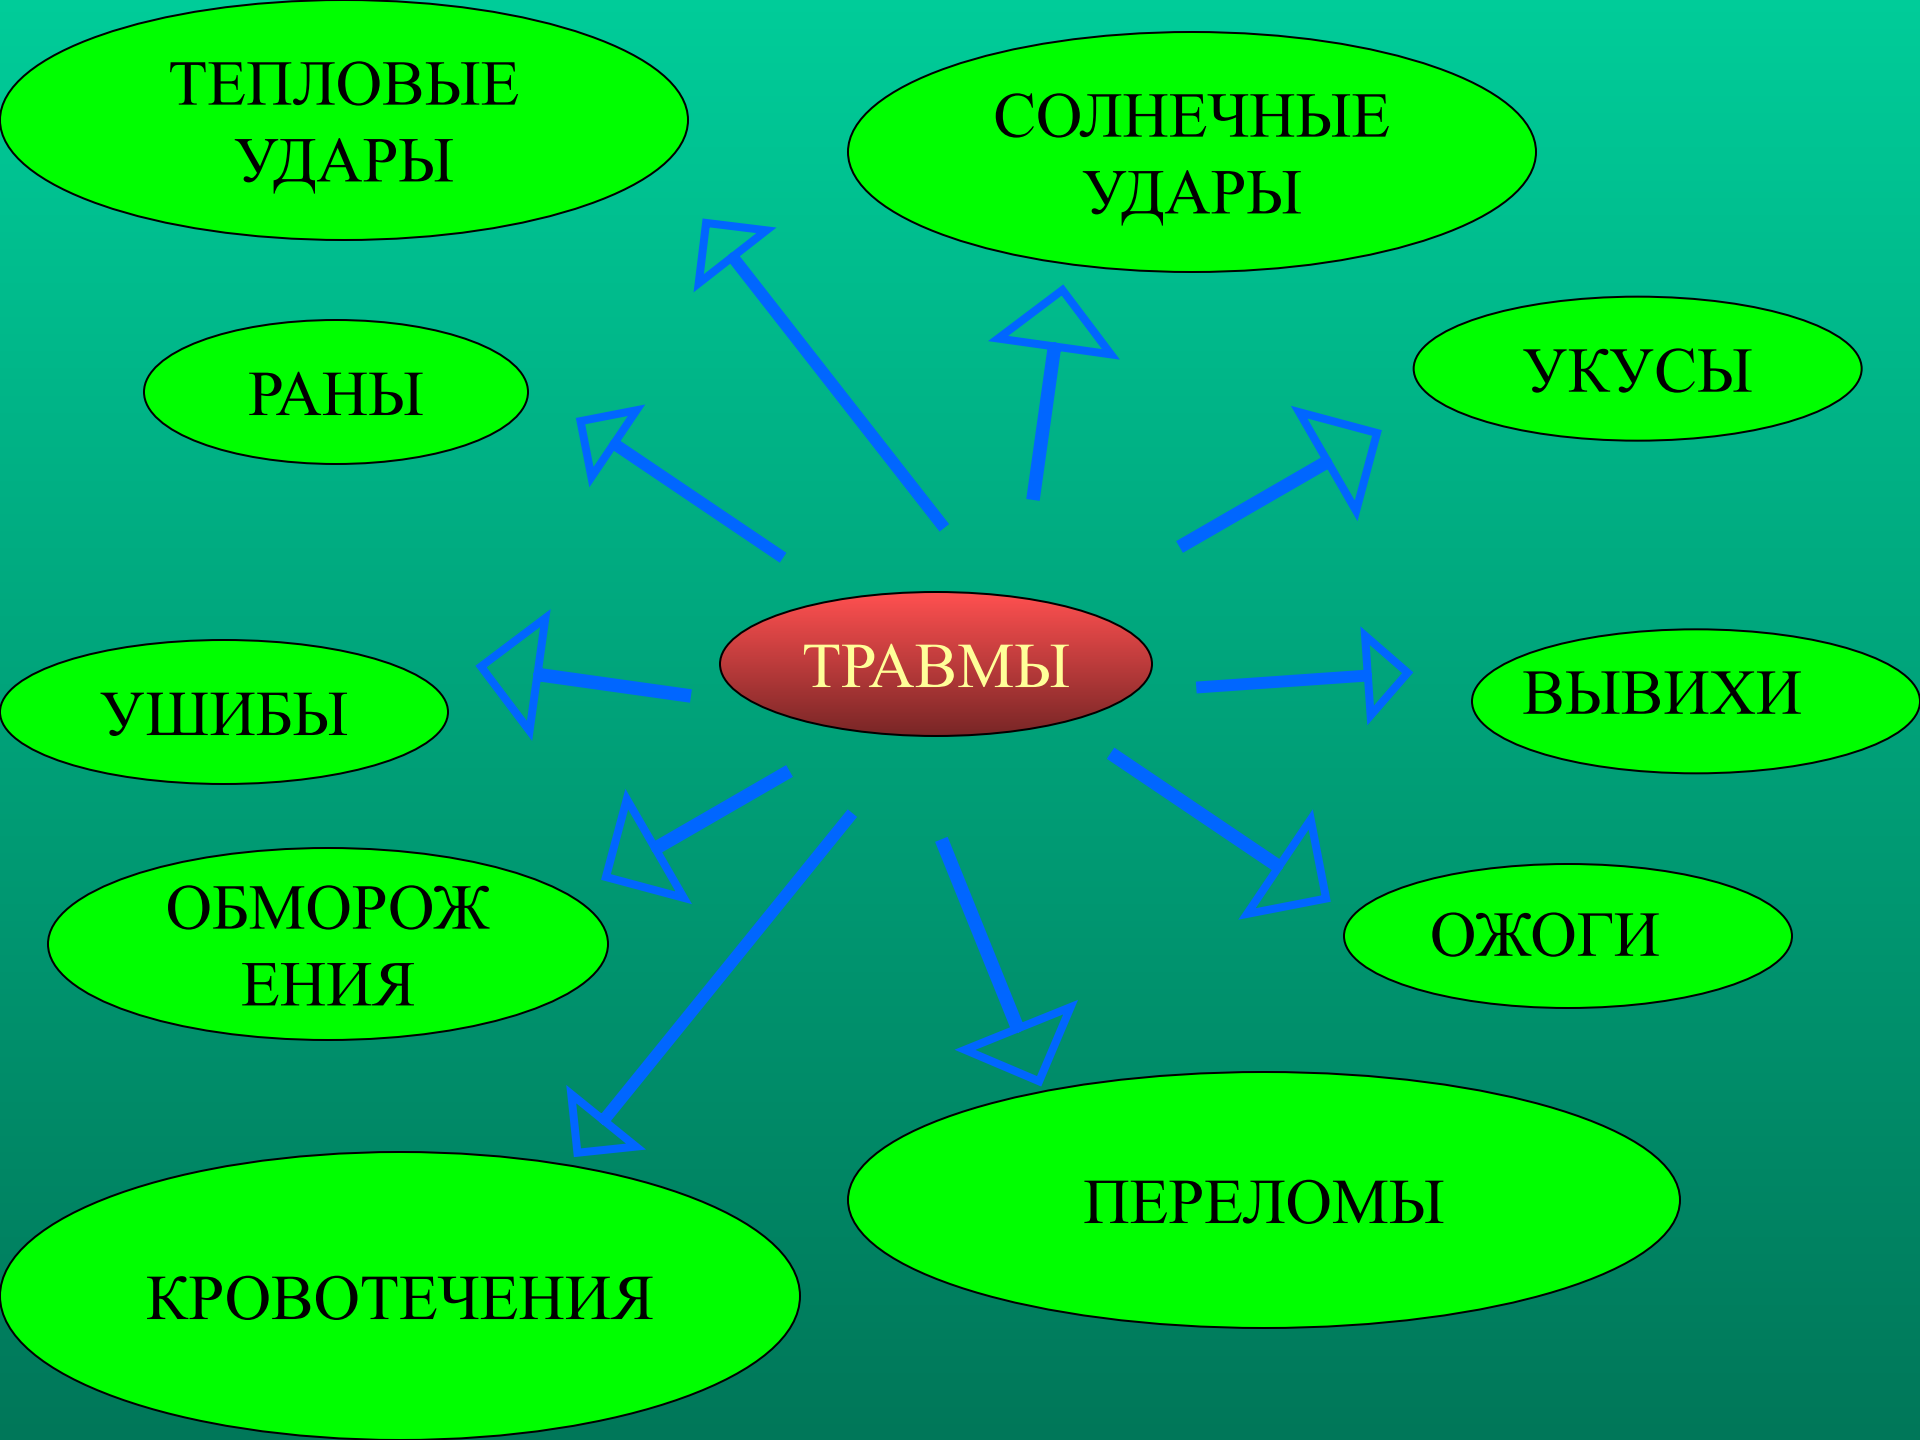 ТЕПЛОВЫЕ
УДАРЫ
СОЛНЕЧНЫЕ
УДАРЫ
РАНЫ
УКУСЫ
ТРАВМЫ
УШИБЫ
ВЫВИХИ
ОБМОРОЖ
ЕНИЯ
ОЖОГИ
ПЕРЕЛОМЫ
КРОВОТЕЧЕНИЯ